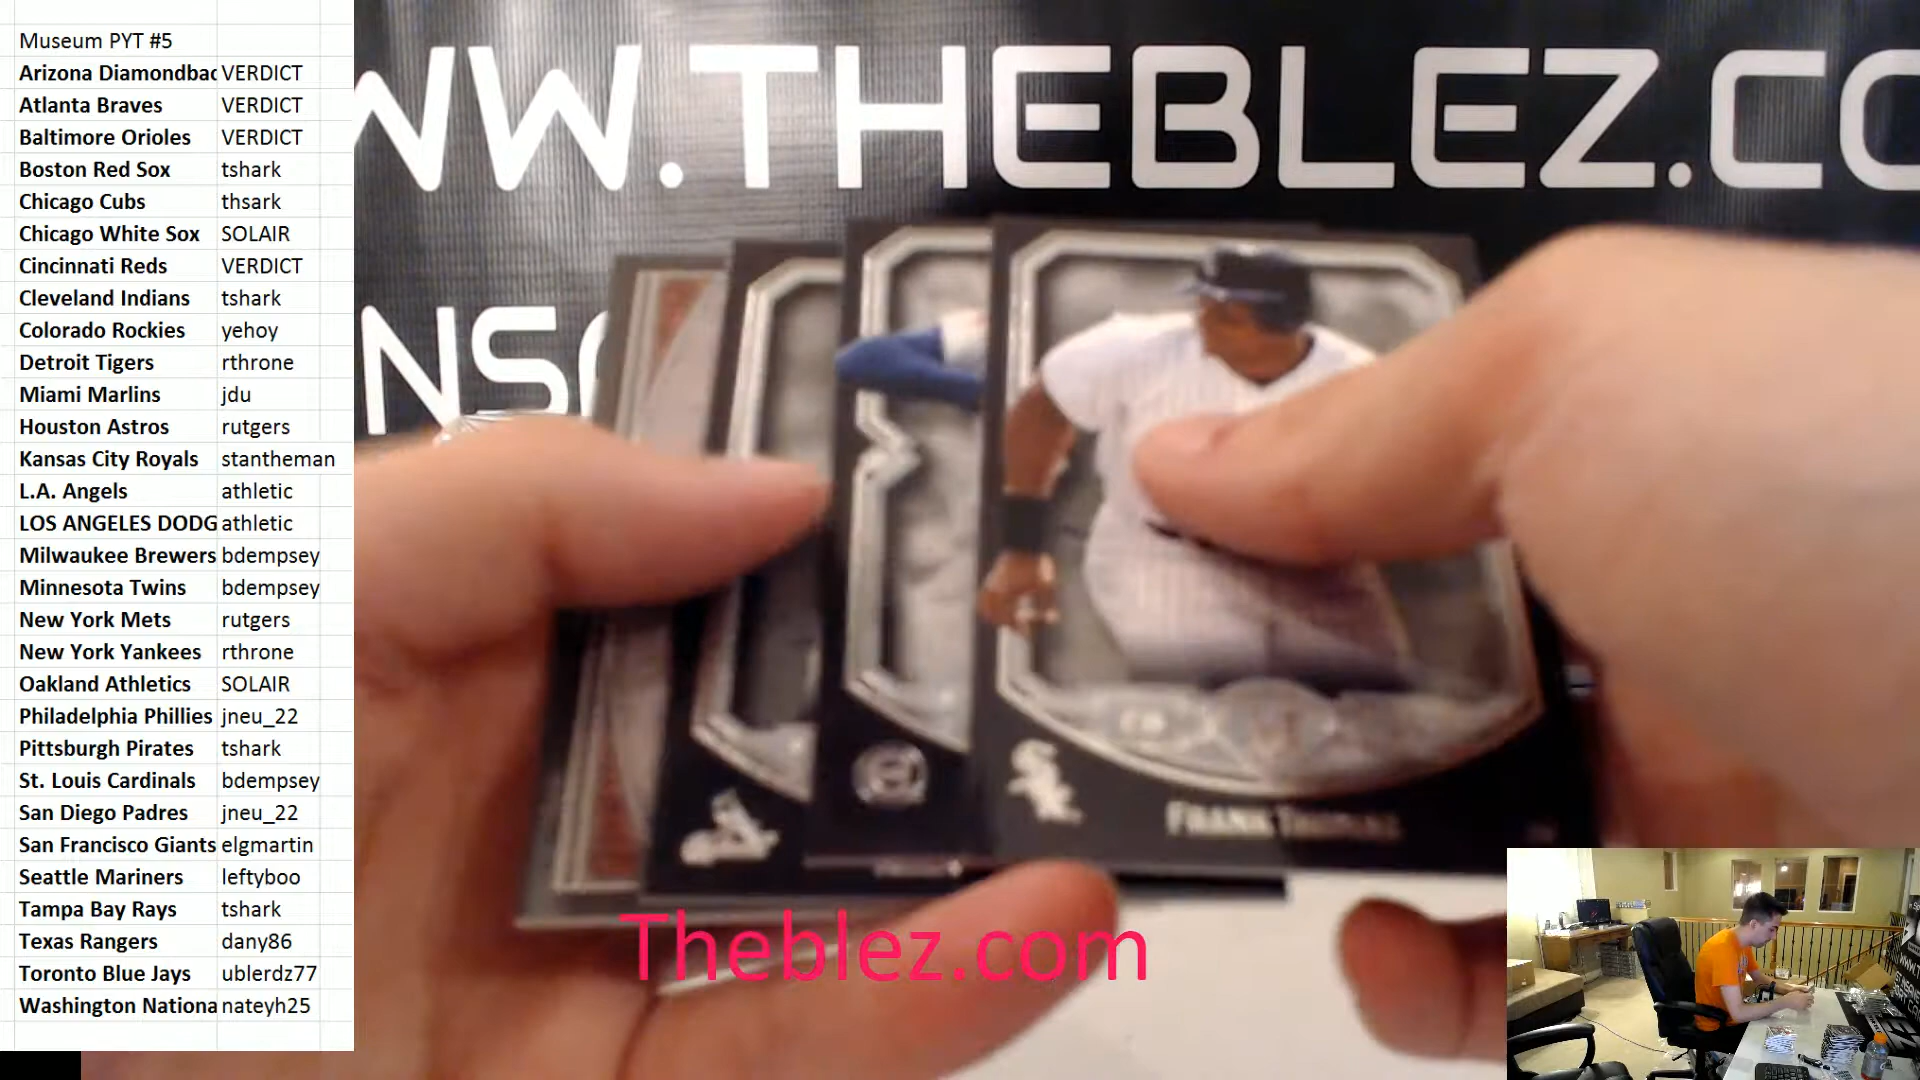 Museum PYT #5
Arizona Diamondbac VERDICT
Atlanta Braves VERDICT
Baltimore Orioles VERDICT
Boston Red Sox tshark
Chicago Cubs thsark
Chicago White Sox SOLAIR
Cincinnati Reds VERDICT
Cleveland Indians tshark
Colorado Rockies yehoy
Detroit Tigers rthrone
Miami Marlins jdu
Houston Astros rutgers
Kansas City Royals stantheman
L.A. Angels athletic
LOS ANGELES DODG athletic
Milwaukee Brewers bdempsey
Minnesota Twins bdempsey
New York Mets rutgers
New York Yankees rthrone
Oakland Athletics SOLAIR
Philadelphia Phillies jneu_22
Pittsburgh Pirates tshark
St. Louis Cardinals bdempsey
San Diego Padres jneu_22
San Francisco Giants elgmartin
Seattle Mariners leftyboo
Tampa Bay Rays tshark
Texas Rangers dany86
Toronto Blue Jays ublerdz77
Washington Nationa nateyh25
WW.THEBLEZ.CO
NS
SOX
FRANK THOMAS
Theblez.com